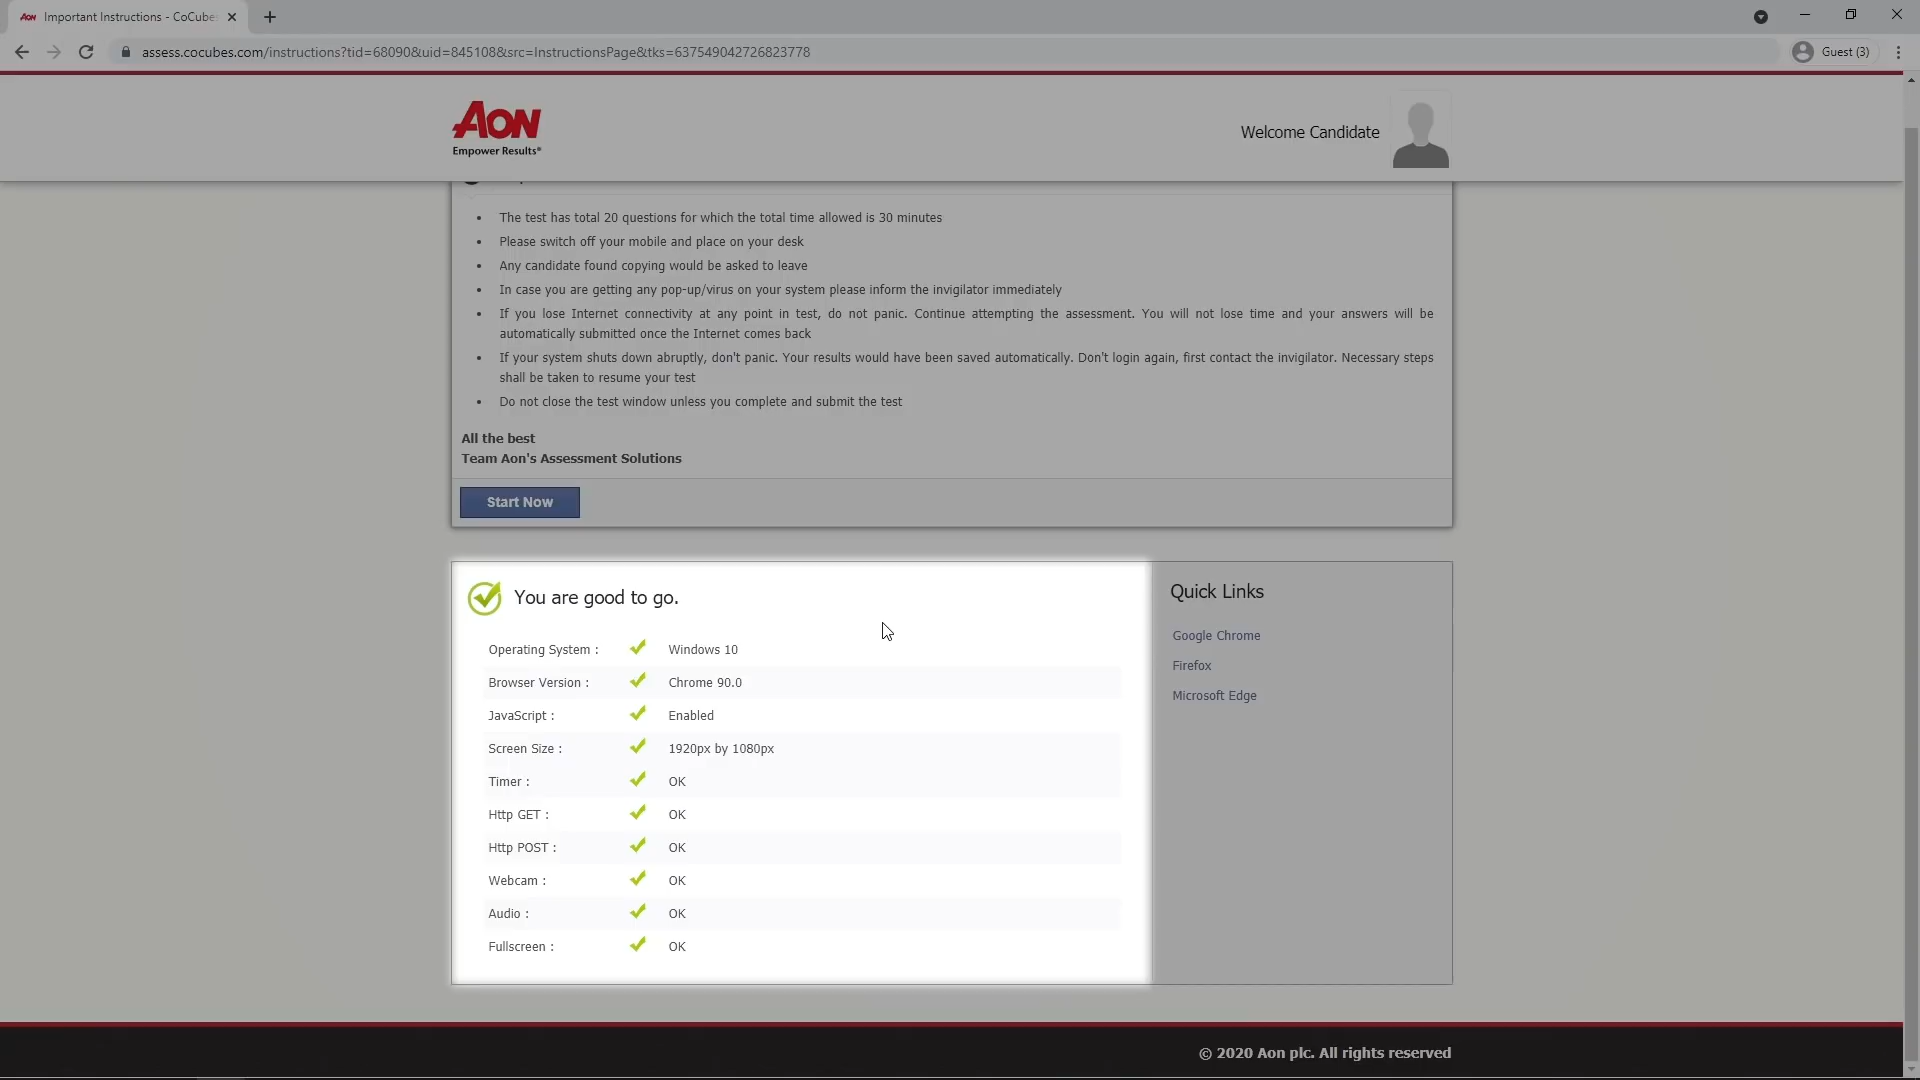 Aon Important Instructions - CoCube
assess.cocubes.com/instructions?tid=68090&uid=845108&src=InstructionsPage&tks=637549042726823778
Guest (3)
AON
Empower Results®
Welcome Candidate
The test has total 20 questions for which the total time allowed is 30 minutes
Please switch off your mobile and place on your desk
Any candidate found copying would be asked to leave
In case you are getting any pop-up/virus on your system please inform the invigilator immediately
If you lose Internet connectivity at any point in test, do not panic. Continue attempting the assessment. You will not lose time and your answers will be
automatically submitted once the Internet comes back
If your system shuts down abruptly, don't panic. Your results would have been saved automatically. Don't login again, first contact the invigilator. Necessary steps
shall be taken to resume your test
Do not close the test window unless you complete and submit the test
All the best
Team Aon's Assessment Solutions
Start Now
You are good to go.
Operating System : Windows 10
Browser Version : Chrome 90.0
JavaScript : Enabled
Screen Size : 1920px by 1080px
Timer : OK
Http GET : OK
Http POST : OK
Webcam : OK
Audio : OK
Fullscreen : OK
Quick Links
Google Chrome
Firefox
Microsoft Edge
© 2020 Aon plc. All rights reserved